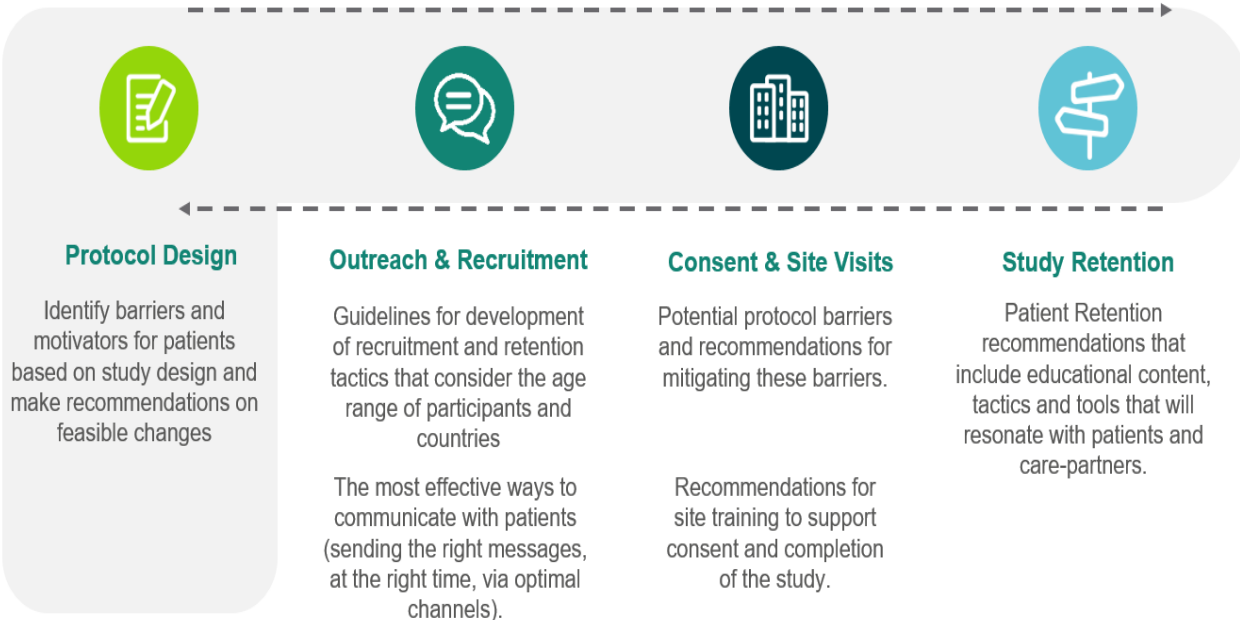 Protocol Design
Identify barriers and
motivators for patients
based on study design and
make recommendations on
feasible changes
Outreach & Recruitment
Guidelines for development
of recruitment and retention
tactics that consider the age
range of participants and
countries
The most effective ways to
communicate with patients
(sending the right messages,
at the right time, via optimal
channels).
Consent & Site Visits
Potential protocol barriers
and recommendations for
mitigating these barriers.
Recommendations for
site training to support
consent and completion
of the study.
Study Retention
Patient Retention
recommendations that
include educational content,
tactics and tools that will
resonate with patients and
care-partners.